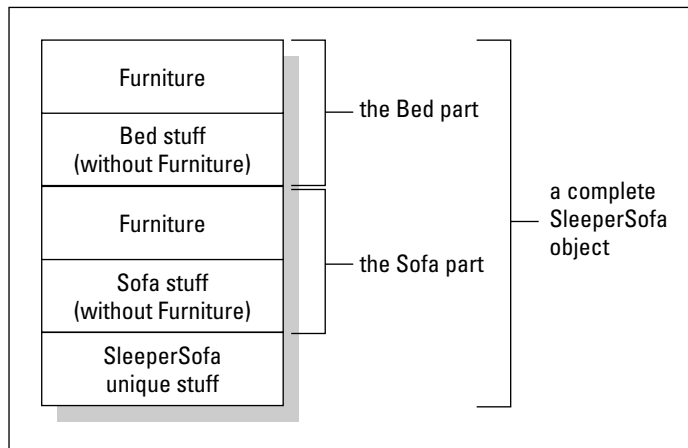 Furniture
Bed stuff
(without Furniture)
the Bed part
Furniture
Sofa stuff
(without Furniture)
the Sofa part
SleeperSofa
unique stuff
a complete
SleeperSofa
object